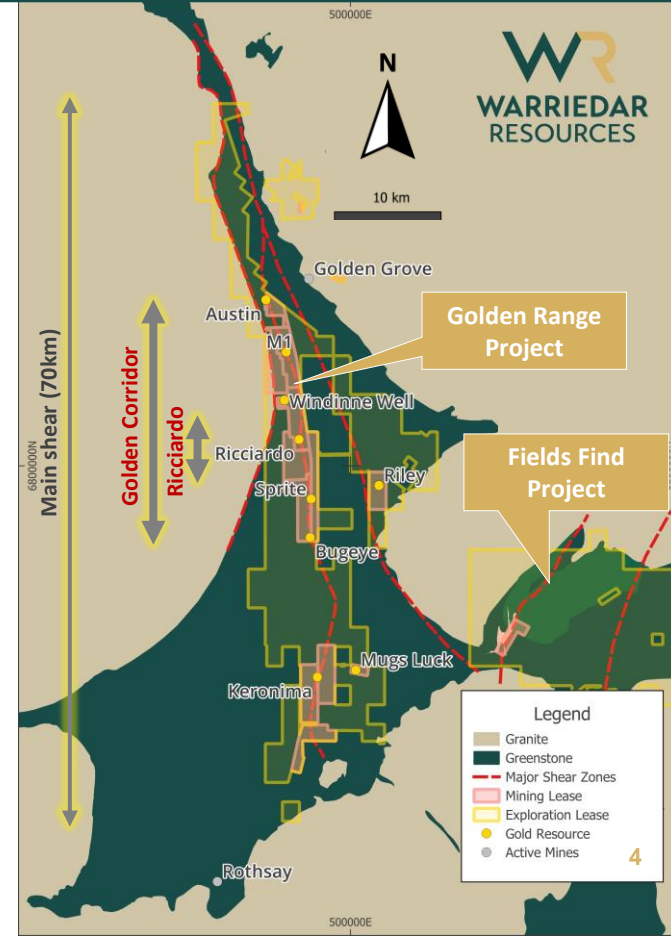 500000E
WARRIEDAR
RESOURCES
N
10 km
Golden Grove
Austin
Golden Range
Project
M1
Windinne Well
Main shear (70km)
Golden Corridor
Ricciardo
6800000N
Ricciardo
Riley
Fields Find
Project
Sprite
Bugeye
Mugs Luck
Keronima
Legend
Granite
Greenstone
Major Shear Zones
Mining Lease
Exploration Lease
Gold Resource
Active Mines
4
Rothsay
500000E